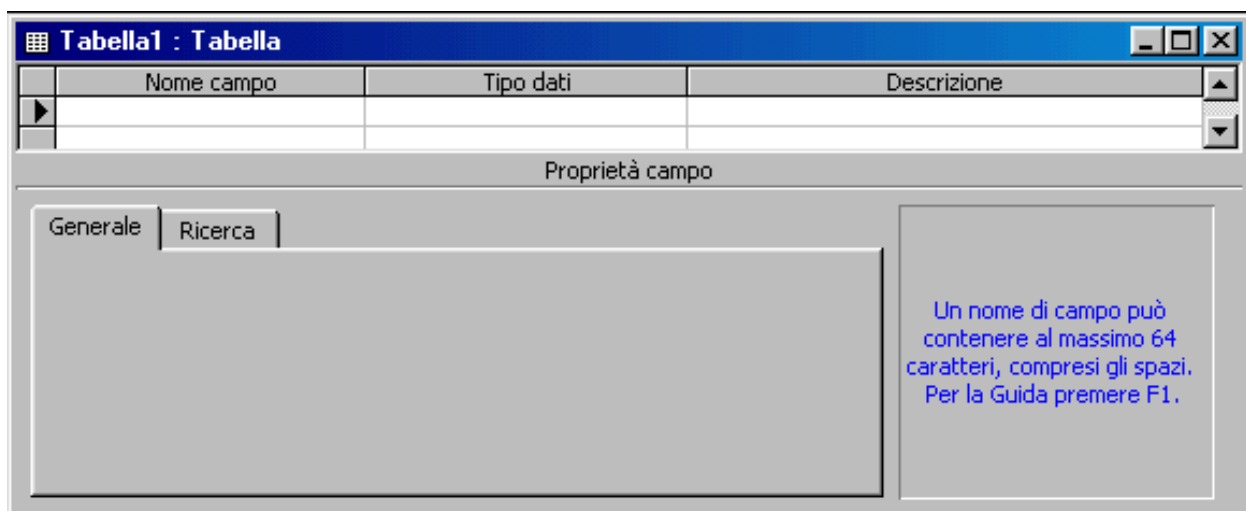 Tabella1 : Tabella
Nome campo Tipo dati Descrizione
Proprietà campo
Generale Ricerca
Un nome di campo può
contenere al massimo 64
caratteri, compresi gli spazi.
Per la Guida premere F1.